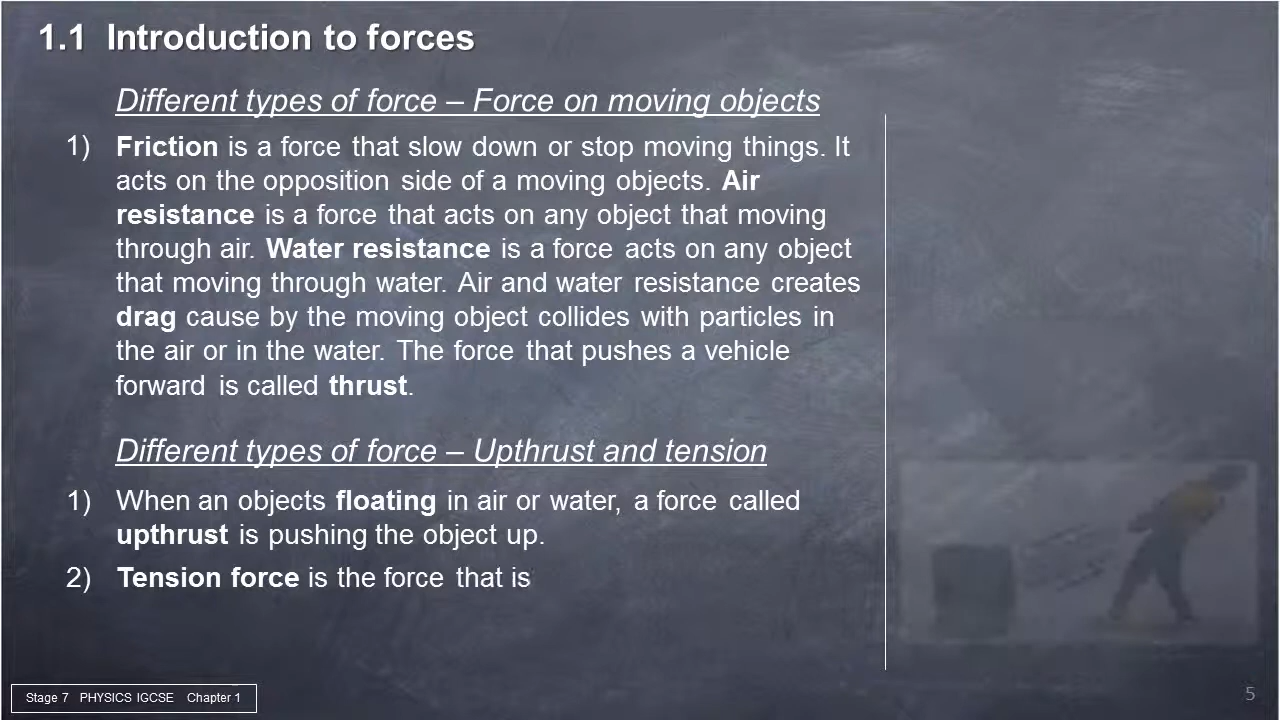 1.1 Introduction to forces
Different types of force – Force on moving objects
1) Friction is a force that slow down or stop moving things. It
acts on the opposition side of a moving objects. Air
resistance is a force that acts on any object that moving
through air. Water resistance is a force acts on any object
that moving through water. Air and water resistance creates
drag cause by the moving object collides with particles in
the air or in the water. The force that pushes a vehicle
forward is called thrust.
Different types of force – Upthrust and tension
1) When an objects floating in air or water, a force called
upthrust is pushing the object up.
2) Tension force is the force that is
Stage 7 PHYSICS IGCSE Chapter 1
5